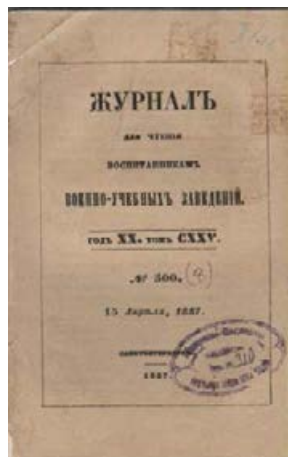 ЖУРНАЛЪ
ДЛЯ ЧТЕНІЯ
ВОСПИТАННИКАМЪ
ВОЕННО-УЧЕБНЫХЪ ЗАВЕДЕНІЙ.
ГОДЪ XX. ТОМЪ CXXV.
№ 500.
15 Апрѣля, 1857.
САНКТПЕТЕРБУРГЪ
1857.